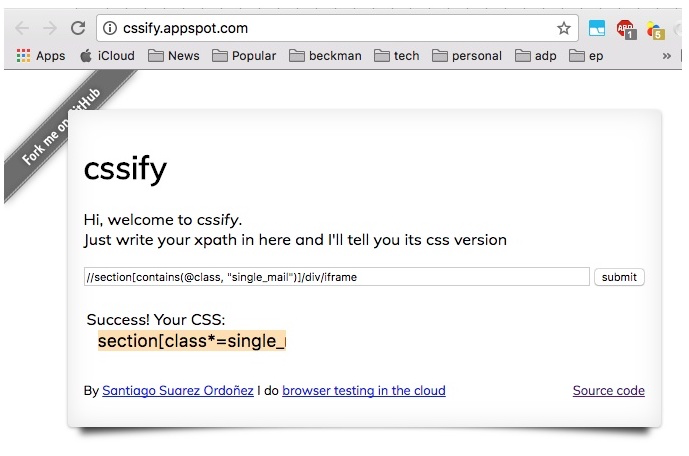 cssify.appspot.com
1
5
Apps iCloud News Popular beckman tech personal adp ep »
Fork me on GitHub
cssify
Hi, welcome to cssify.
Just write your xpath in here and I'll tell you its css version
//section[contains(@class, "single_mail")]/div/iframe submit
Success! Your CSS:
section[class*=single_
By Santiago Suarez Ordoñez I do browser testing in the cloud Source code